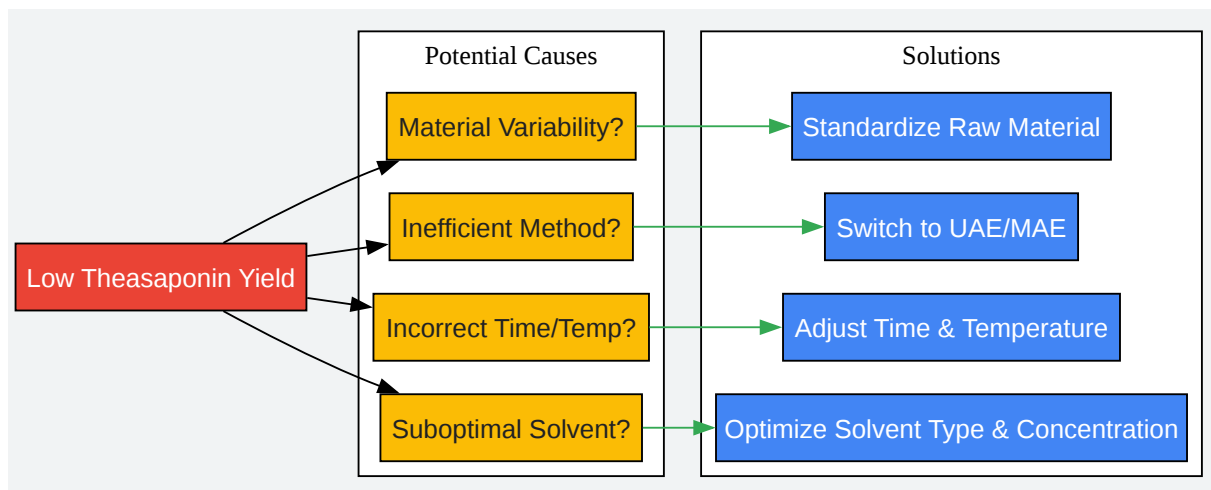 Potential Causes
Solutions
Material Variability?
Standardize Raw Material
Inefficient Method?
Switch to UAE/MAE
Low Theasaponin Yield
Incorrect Time/Temp?
Adjust Time & Temperature
Suboptimal Solvent?
Optimize Solvent Type & Concentration